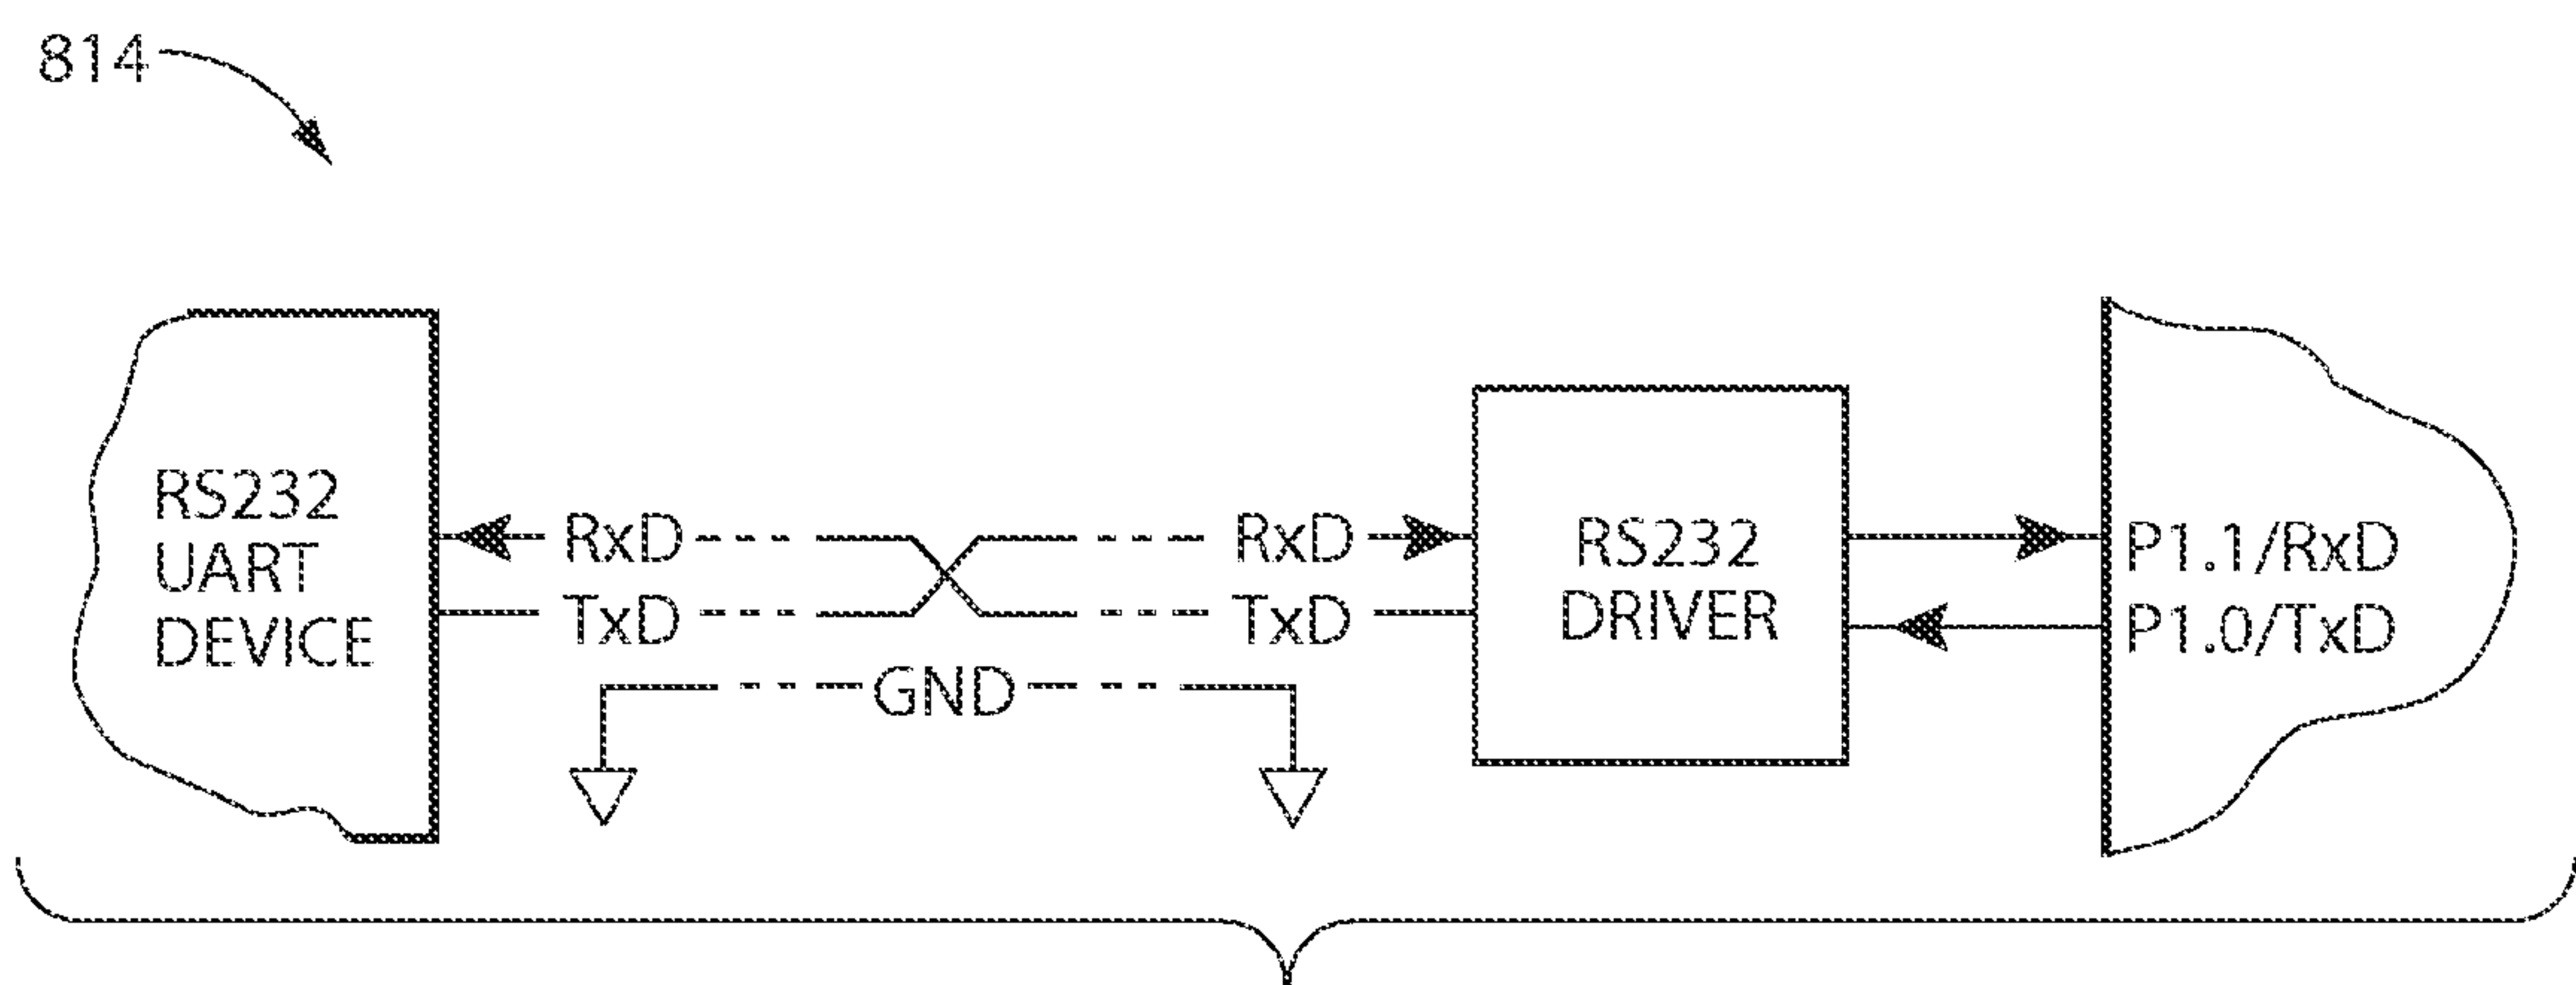 814
RS232
UART
DEVICE
RxD
TxD
GND
RxD
TxD
RS232
DRIVER
P1.1/RxD
P1.0/TxD